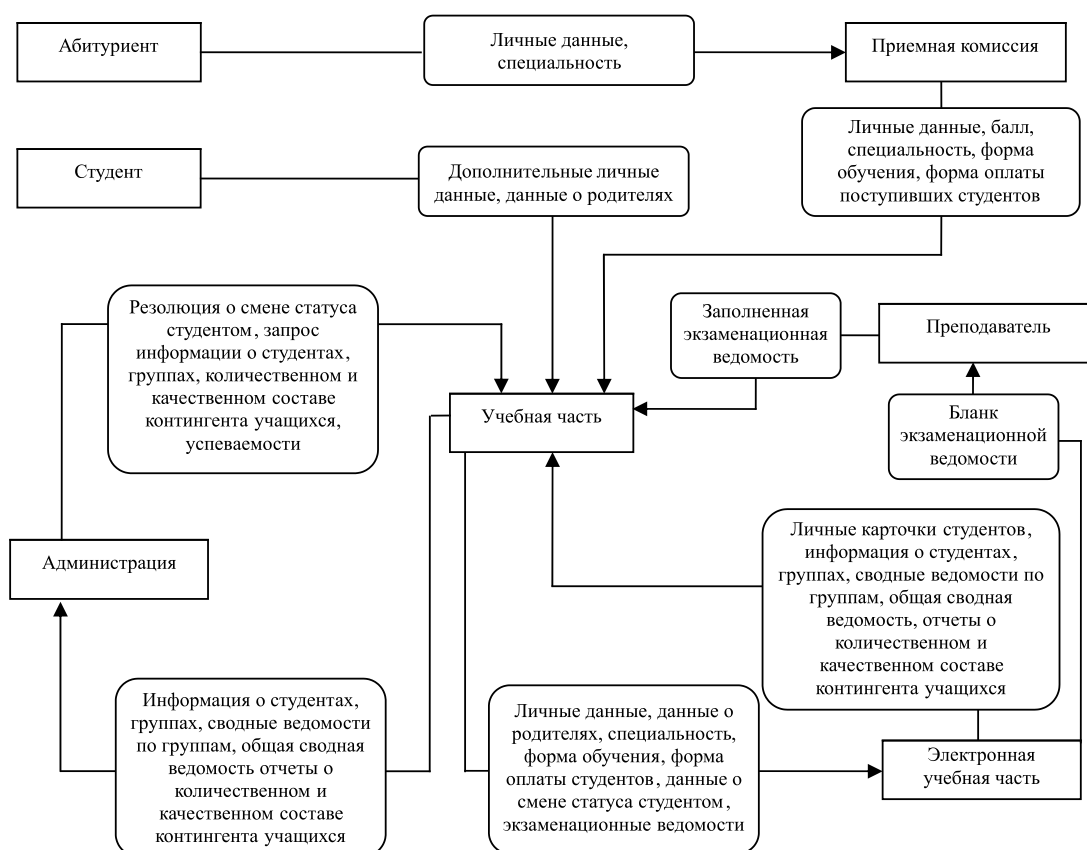 Абитуриент
Личные данные,
специальность
Приемная комиссия
Личные данные, балл,
специальность, форма
обучения, форма оплаты
поступивших студентов
Студент
Дополнительные личные
данные, данные о родителях
Резолюция о смене статуса
студентом, запрос
информации о студентах,
группах, количественном и
качественном составе
контингента учащихся,
успеваемости
Заполненная
экзаменационная
ведомость
Преподаватель
Учебная часть
Бланк
экзаменационной
ведомости
Администрация
Личные карточки студентов,
информация о студентах,
группах, сводные ведомости по
группам, общая сводная
ведомость, отчеты о
количественном и
качественном составе
контингента учащихся
Информация о студентах,
группах, сводные ведомости
по группам, общая сводная
ведомость отчеты о
количественном и
качественном составе
контингента учащихся
Личные данные, данные о
родителях, специальность,
форма обучения, форма
оплаты студентов, данные о
смене статуса студентом,
экзаменационные ведомости
Электронная
учебная часть